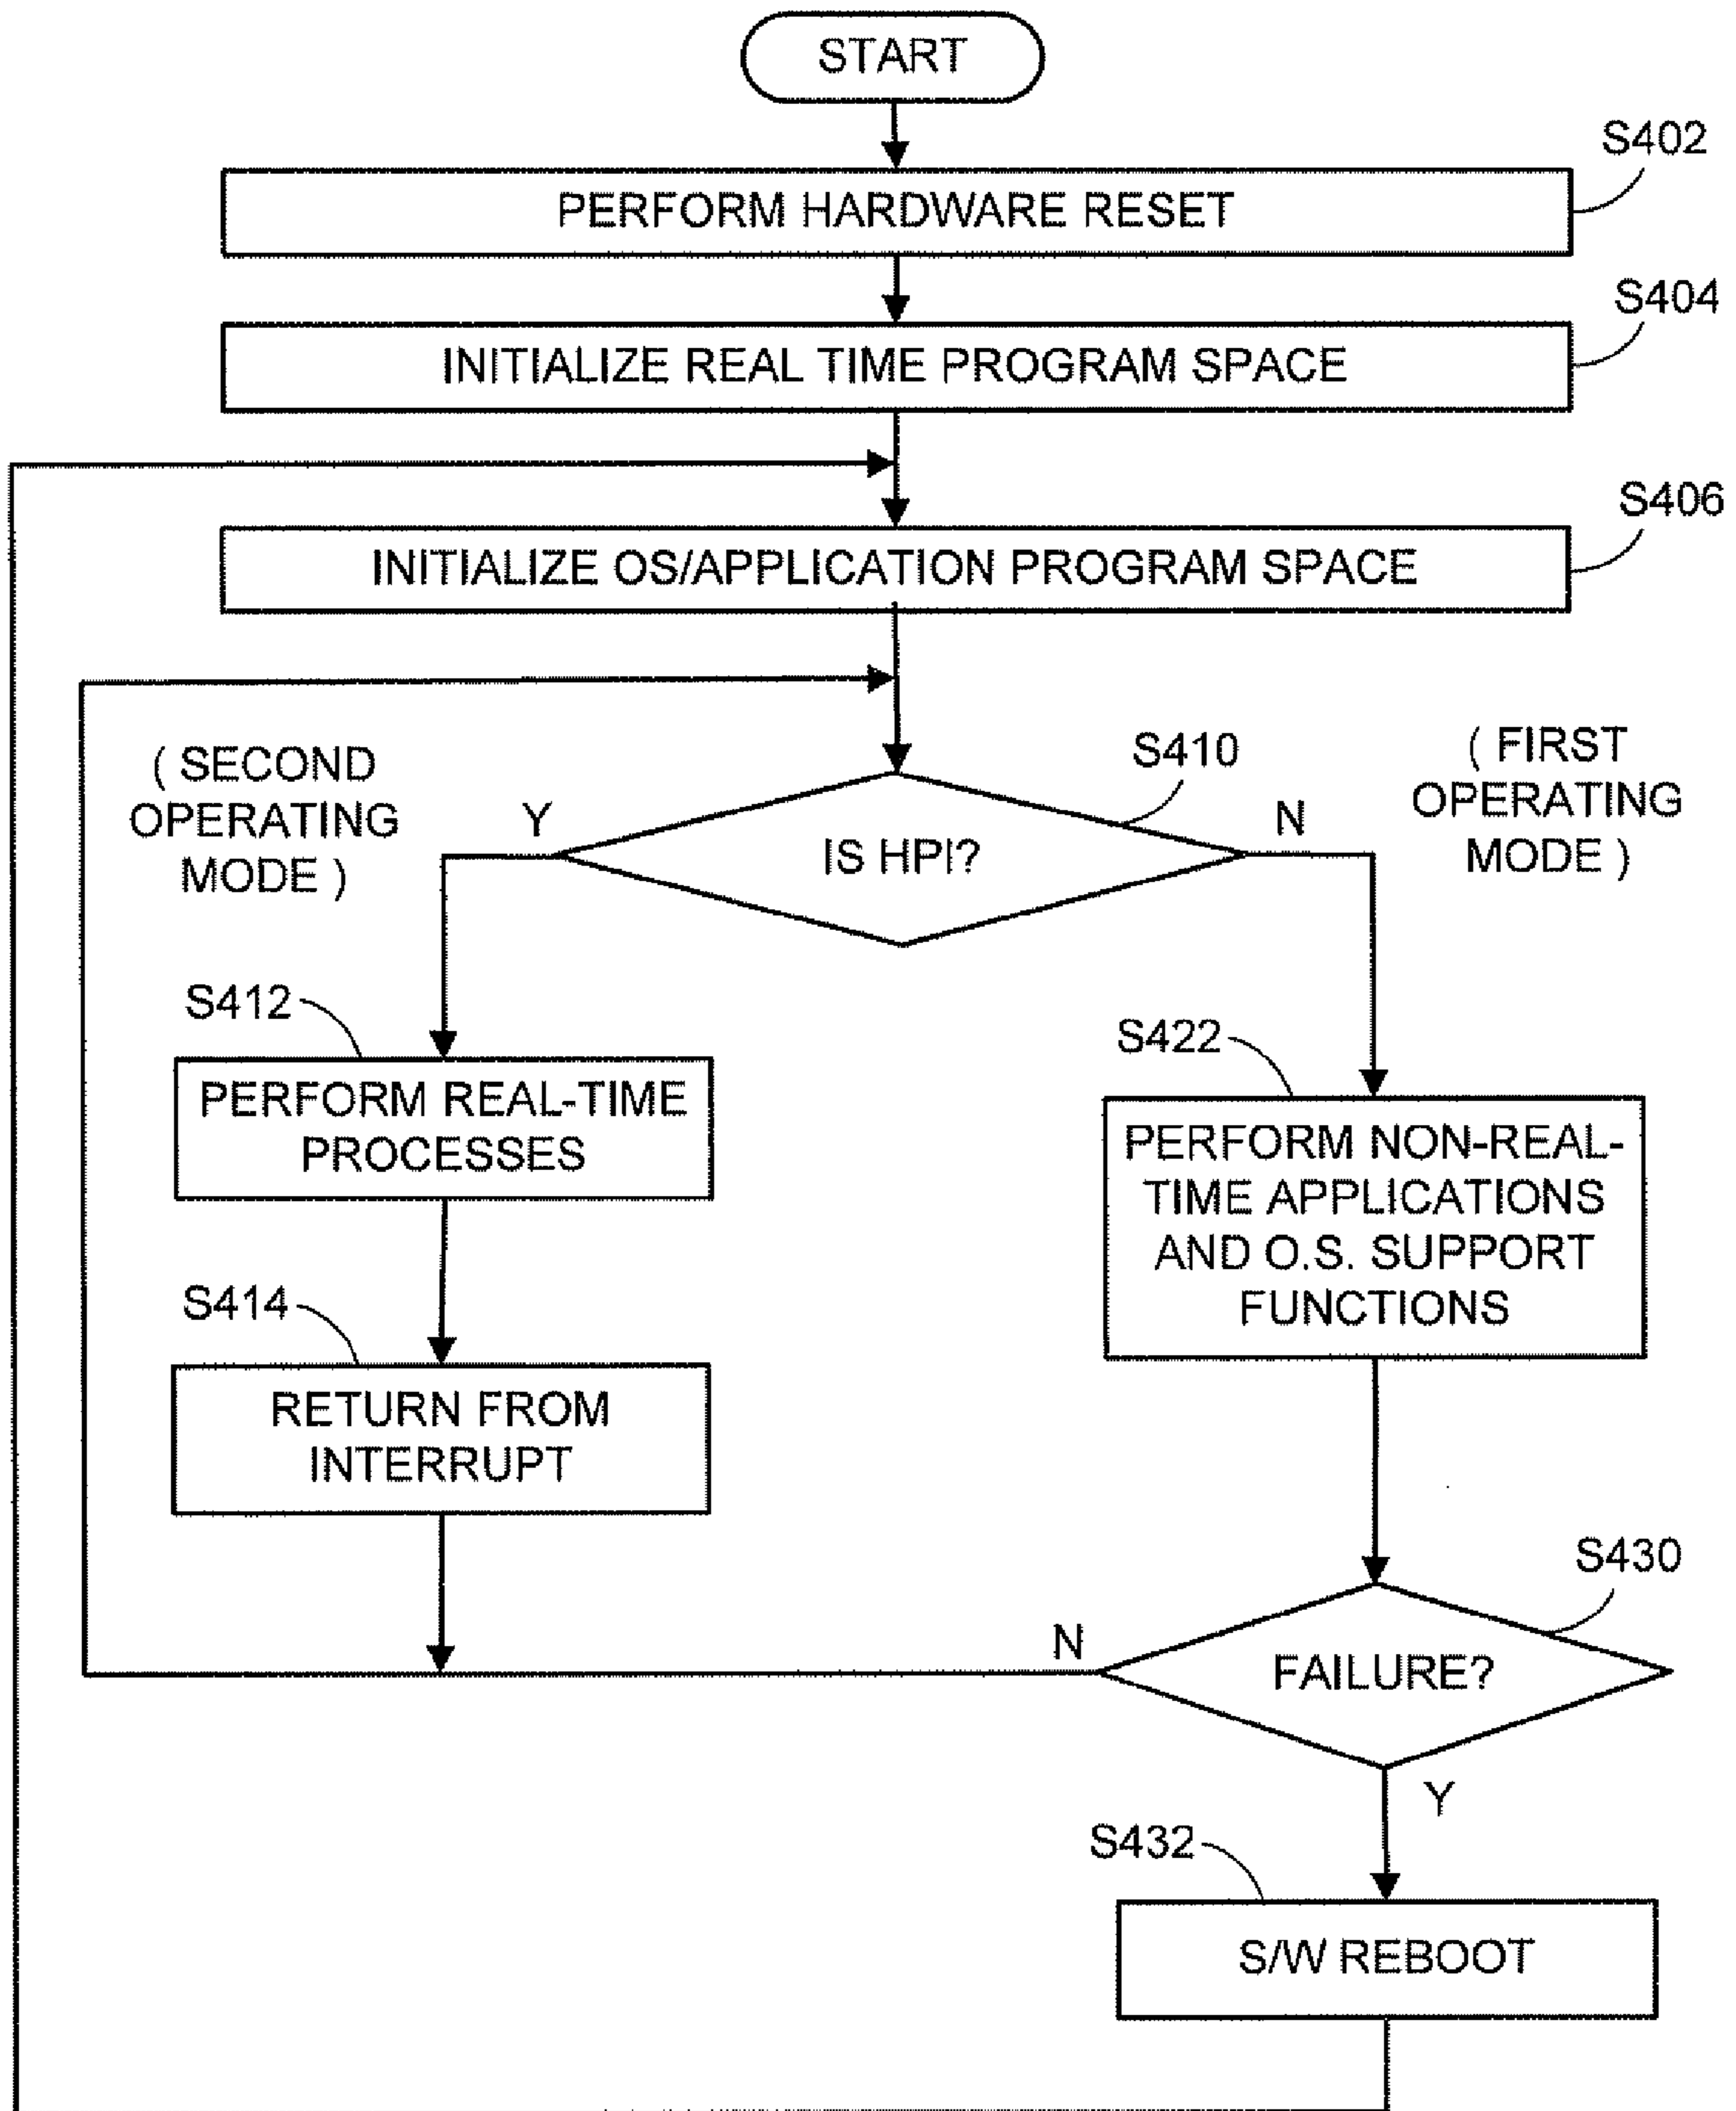 START
S402
PERFORM HARDWARE RESET
S404
INITIALIZE REAL TIME PROGRAM SPACE
S406
INITIALIZE OS/APPLICATION PROGRAM SPACE
( SECOND
OPERATING
MODE )
Y
S410
IS HPI?
N
( FIRST
OPERATING
MODE )
S412
PERFORM REAL-TIME
PROCESSES
S414
RETURN FROM
INTERRUPT
S422
PERFORM NON-REAL-
TIME APPLICATIONS
AND O.S. SUPPORT
FUNCTIONS
S430
N
FAILURE?
Y
S432
S/W REBOOT